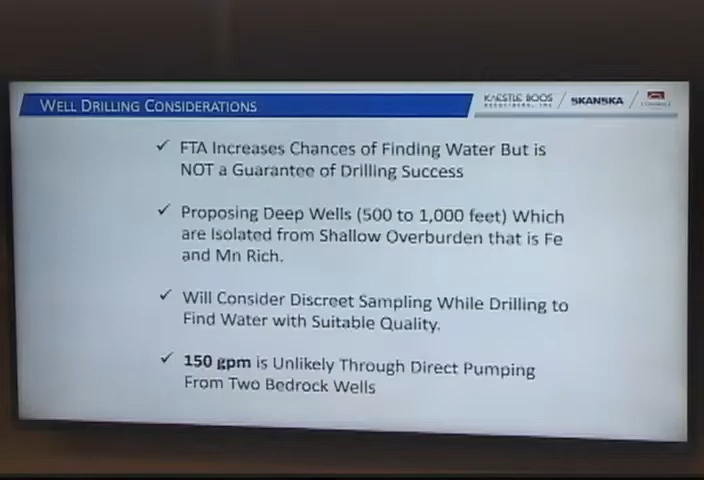 WELL DRILLING CONSIDERATIONS
KAESTLE BOOS
ASSOCIATES, INC
SKANSKA
✓ FTA Increases Chances of Finding Water But is
NOT a Guarantee of Drilling Success
✓ Proposing Deep Wells (500 to 1,000 feet) Which
are Isolated from Shallow Overburden that is Fe
and Mn Rich.
✓ Will Consider Discreet Sampling While Drilling to
Find Water with Suitable Quality.
✓ 150 gpm is Unlikely Through Direct Pumping
From Two Bedrock Wells